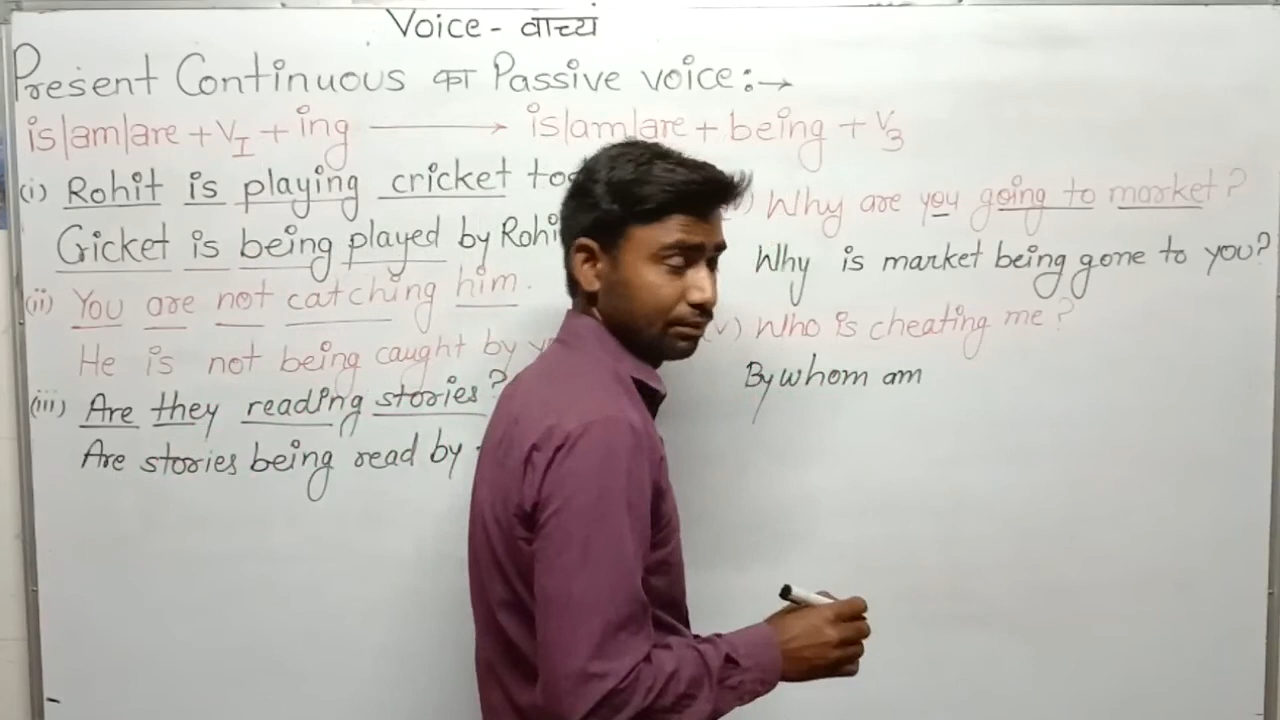 Voice - वाच्यं
Present Continuous का Passive voice :→
is|am|are + V1 + ing → is|am|are + being + V3
(i) Rohit is playing cricket
Cricket is being played by
(ii) You are not catching him.
He is not being caught by
(iii) Are they reading stories?
Are stories being read by
Why are you going to market?
Why is market being gone to you?
v) Who is cheating me?
By whom am